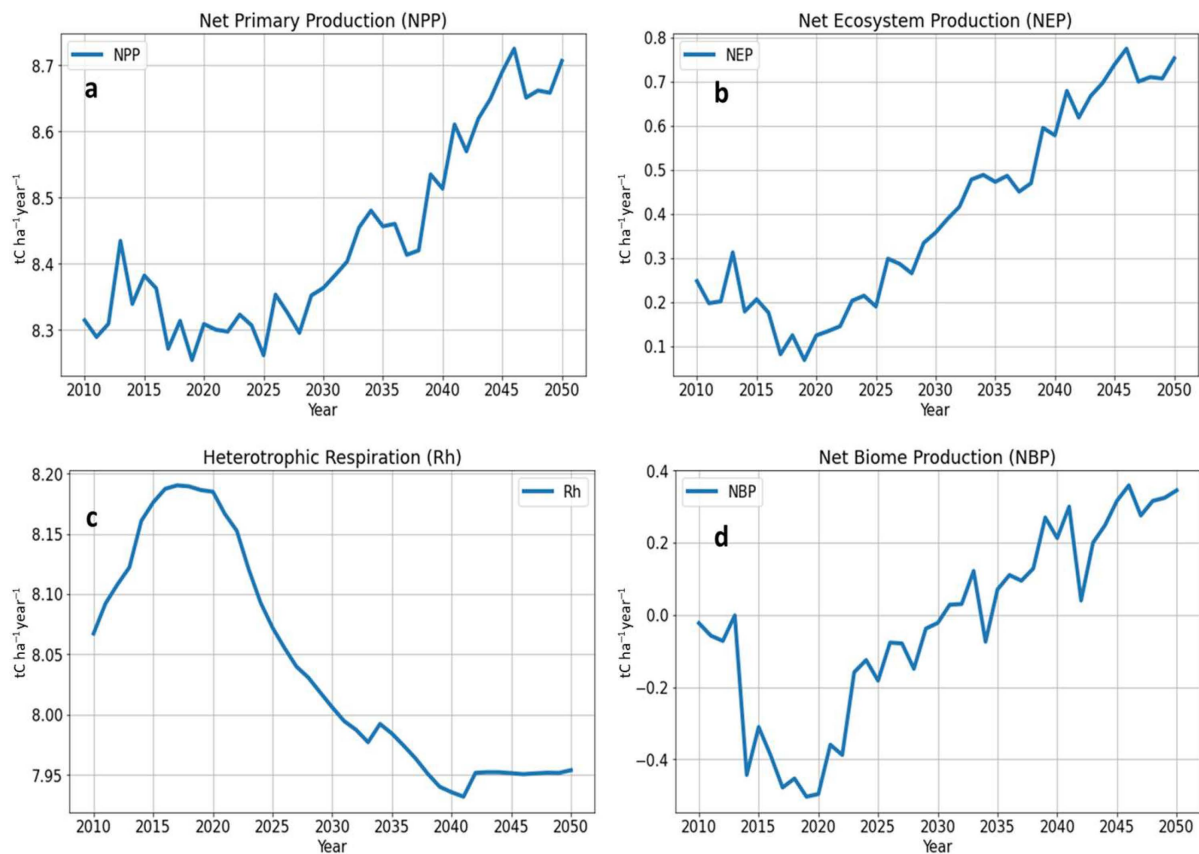 Net Primary Production (NPP)
NPP
a
8.7
8.6
8.5
8.4
8.3
tC ha⁻¹year⁻¹
2010 2015 2020 2025 2030 2035 2040 2045 2050
Year
Net Ecosystem Production (NEP)
NEP
b
0.8
0.7
0.6
0.5
0.4
0.3
0.2
0.1
tC ha⁻¹year⁻¹
2010 2015 2020 2025 2030 2035 2040 2045 2050
Year
Heterotrophic Respiration (Rh)
Rh
c
8.20
8.15
8.10
8.05
8.00
7.95
tC ha⁻¹year⁻¹
2010 2015 2020 2025 2030 2035 2040 2045 2050
Year
Net Biome Production (NBP)
NBP
d
0.4
0.2
0.0
−0.2
−0.4
tC ha⁻¹year⁻¹
2010 2015 2020 2025 2030 2035 2040 2045 2050
Year